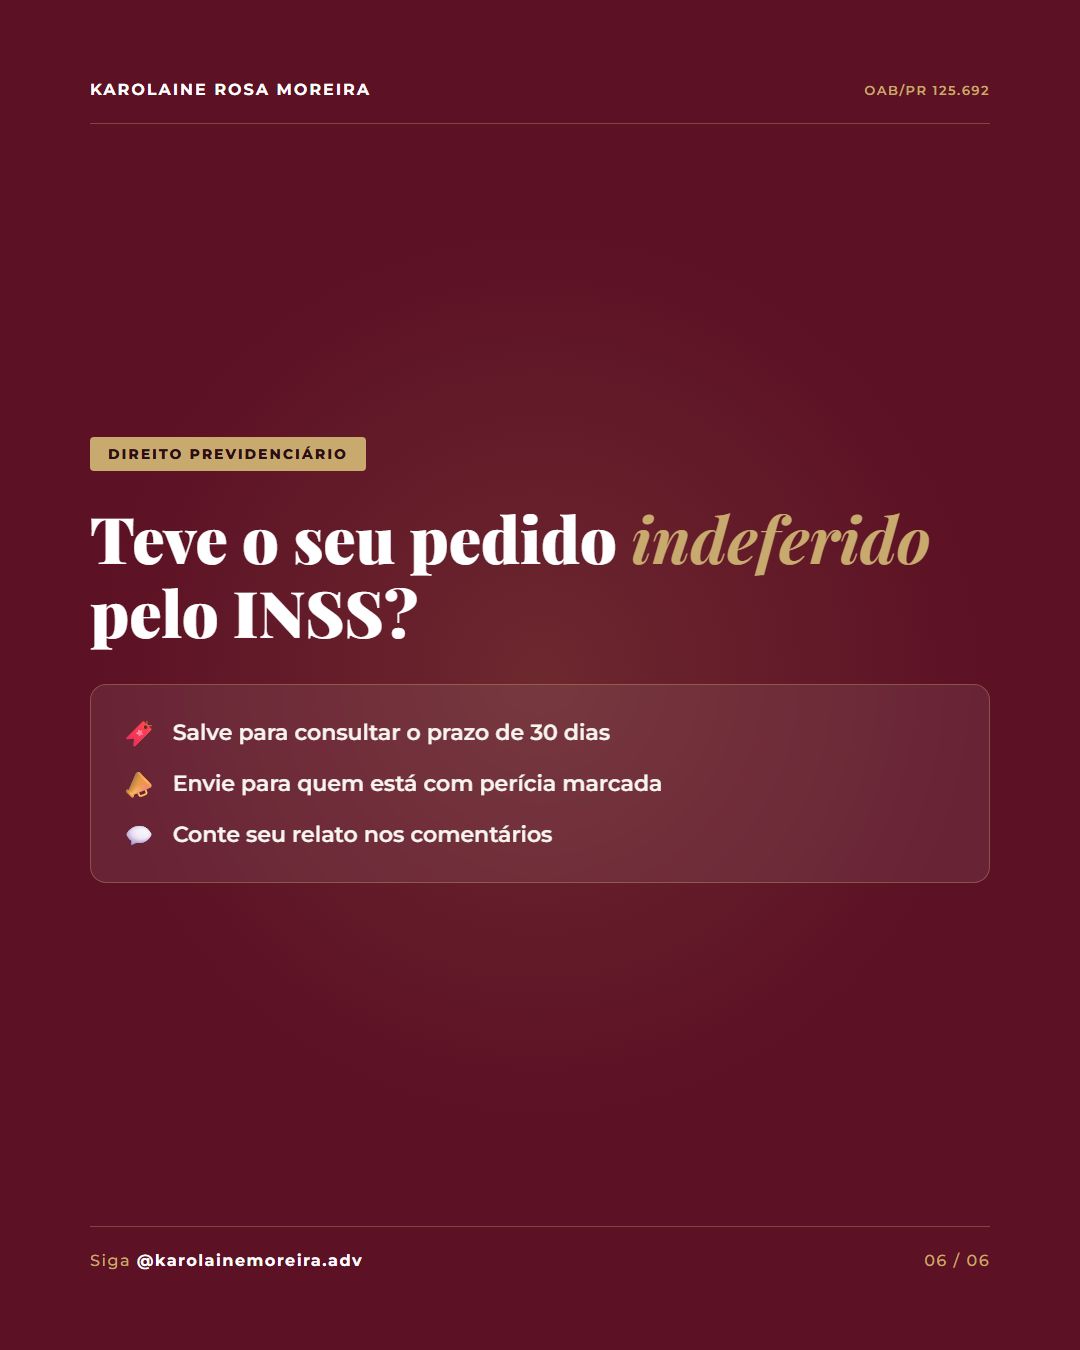 KAROLAINE ROSA MOREIRA
OAB/PR 125.692
DIREITO PREVIDENCIÁRIO
Teve o seu pedido indeferido
pelo INSS?
Salve para consultar o prazo de 30 dias
Envie para quem está com perícia marcada
Conte seu relato nos comentários
Siga @karolainemoreira.adv
06 / 06